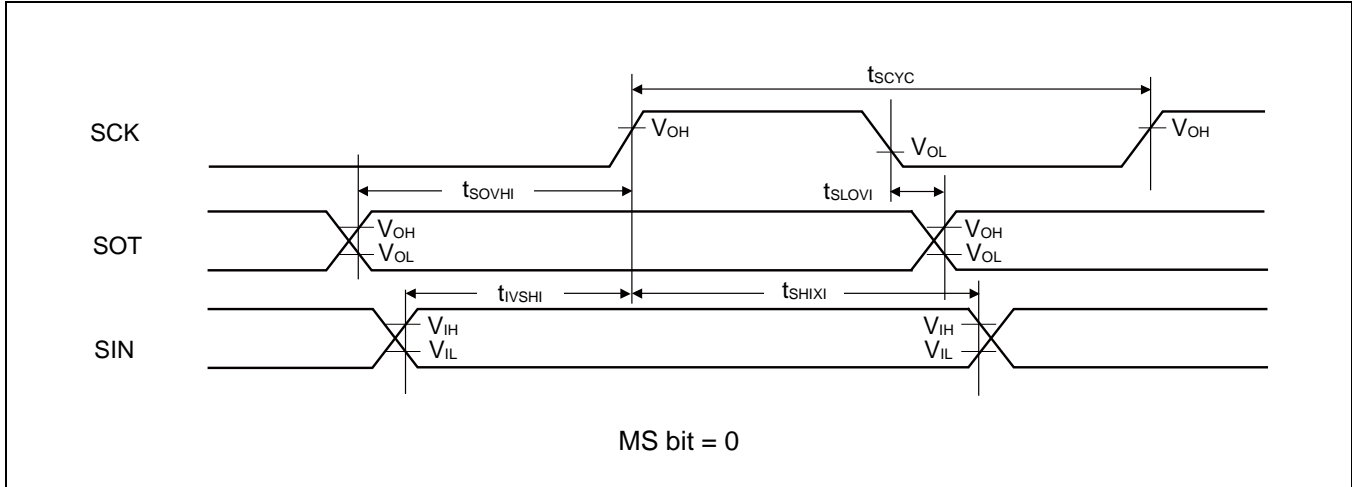 tSCYC
SCK
VOH
VOL
VOH
tSOVHI
tSLOVI
SOT
VOH
VOL
VOH
VOL
tIVSHI
tSHIXI
SIN
VIH
VIL
VIH
VIL
MS bit = 0